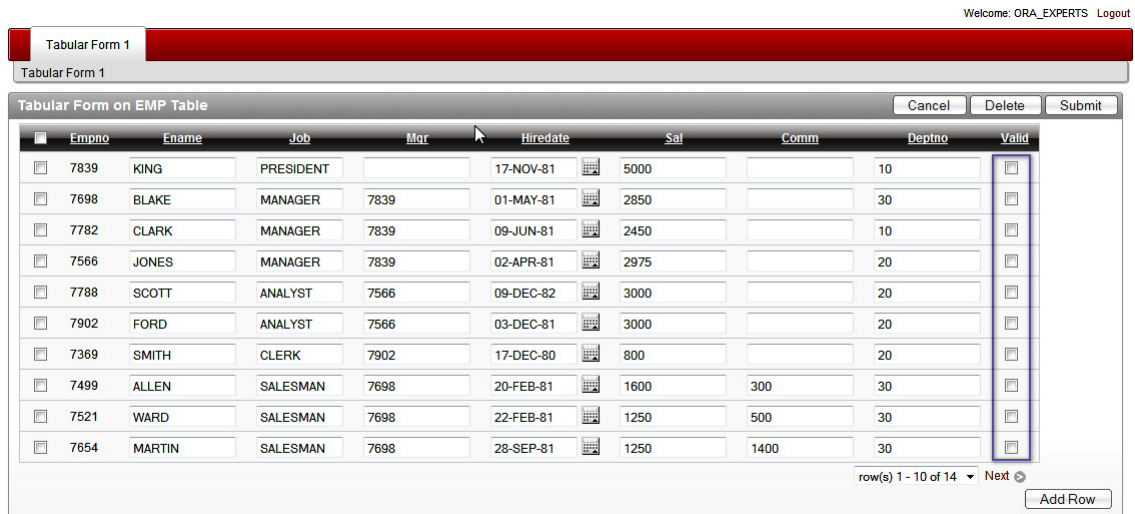 Welcome: ORA_EXPERTS Logout
Tabular Form 1
Tabular Form 1
Tabular Form on EMP Table Cancel Delete Submit
Empno Ename Job Mgr Hiredate Sal Comm Deptno Valid
7839 KING PRESIDENT 17-NOV-81 5000 10
7698 BLAKE MANAGER 7839 01-MAY-81 2850 30
7782 CLARK MANAGER 7839 09-JUN-81 2450 10
7566 JONES MANAGER 7839 02-APR-81 2975 20
7788 SCOTT ANALYST 7566 09-DEC-82 3000 20
7902 FORD ANALYST 7566 03-DEC-81 3000 20
7369 SMITH CLERK 7902 17-DEC-80 800 20
7499 ALLEN SALESMAN 7698 20-FEB-81 1600 300 30
7521 WARD SALESMAN 7698 22-FEB-81 1250 500 30
7654 MARTIN SALESMAN 7698 28-SEP-81 1250 1400 30
row(s) 1 - 10 of 14 Next
Add Row